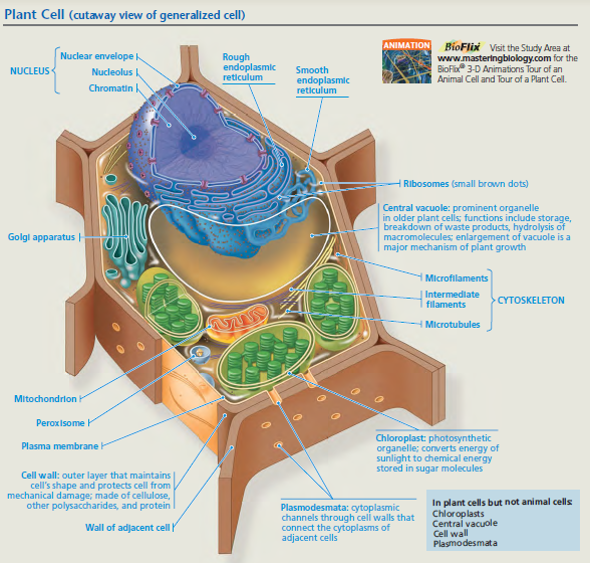 Plant Cell (cutaway view of generalized cell)
ANIMATION
BioFlix Visit the Study Area at
www.masteringbiology.com for the
BioFlix® 3-D Animations Tour of an
Animal Cell and Tour of a Plant Cell.
NUCLEUS
Nuclear envelope
Nucleolus
Chromatin
Rough
endoplasmic
reticulum
Smooth
endoplasmic
reticulum
Ribosomes (small brown dots)
Central vacuole: prominent organelle
in older plant cells; functions include storage,
breakdown of waste products, hydrolysis of
macromolecules; enlargement of vacuole is a
major mechanism of plant growth
Golgi apparatus
Microfilaments
Intermediate
filaments
Microtubules
CYTOSKELETON
Mitochondrion
Peroxisome
Plasma membrane
Cell wall: outer layer that maintains
cell's shape and protects cell from
mechanical damage; made of cellulose,
other polysaccharides, and protein
Wall of adjacent cell
Chloroplast: photosynthetic
organelle; converts energy of
sunlight to chemical energy
stored in sugar molecules
Plasmodesmata: cytoplasmic
channels through cell walls that
connect the cytoplasms of
adjacent cells
In plant cells but not animal cells:
Chloroplasts
Central vacuole
Cell wall
Plasmodesmata